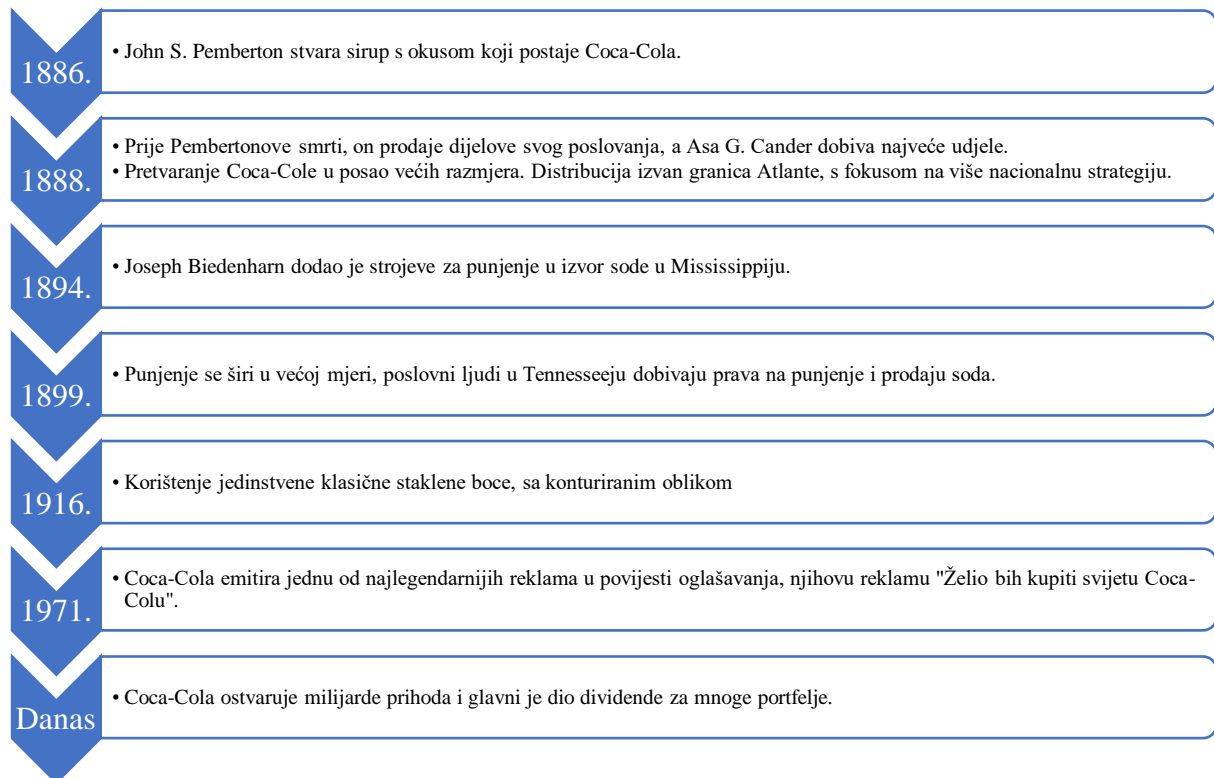 1886.
• John S. Pemberton stvara sirup s okusom koji postaje Coca-Cola.
1888.
• Prije Pembertonove smrti, on prodaje dijelove svog poslovanja, a Asa G. Cander dobiva najveće udjele.
• Pretvaranje Coca-Cole u posao većih razmjera. Distribucija izvan granica Atlante, s fokusom na više nacionalnu strategiju.
1894.
• Joseph Biedenharn dodao je strojeve za punjenje u izvor sode u Mississippiju.
1899.
• Punjenje se širi u većoj mjeri, poslovni ljudi u Tennesseeju dobivaju prava na punjenje i prodaju soda.
1916.
• Korištenje jedinstvene klasične staklene boce, sa konturiranim oblikom
1971.
• Coca-Cola emitira jednu od najlegendarnijih reklama u povijesti oglašavanja, njihovu reklamu "Želio bih kupiti svijetu Coca-
Colu".
Danas
• Coca-Cola ostvaruje milijarde prihoda i glavni je dio dividende za mnoge portfelje.